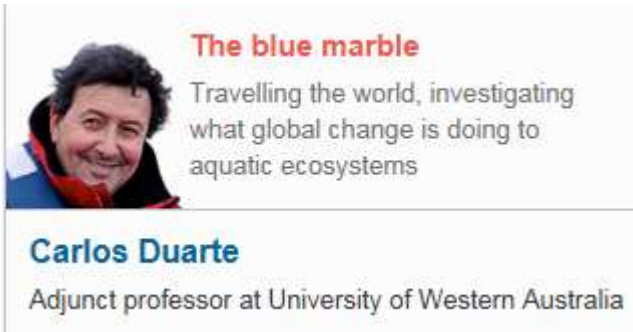 The blue marble
Travelling the world, investigating
what global change is doing to
aquatic ecosystems
Carlos Duarte
Adjunct professor at University of Western Australia